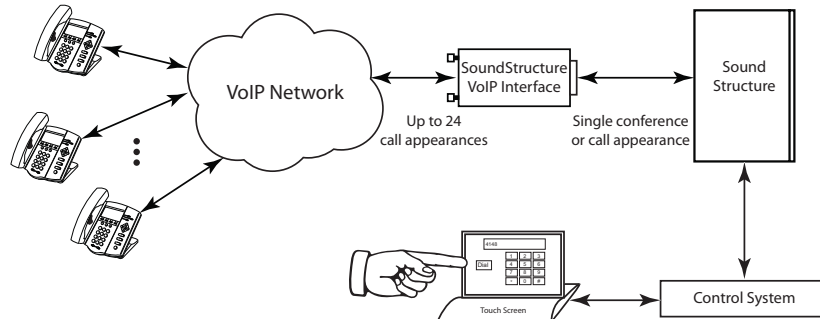 VoIP Network
SoundStructure
VoIP Interface
Up to 24
call appearances
Single conference
or call appearance
Sound
Structure
4148
Dial
1 2 3
4 5 6
7 8 9
* 0 #
Touch Screen
Control System